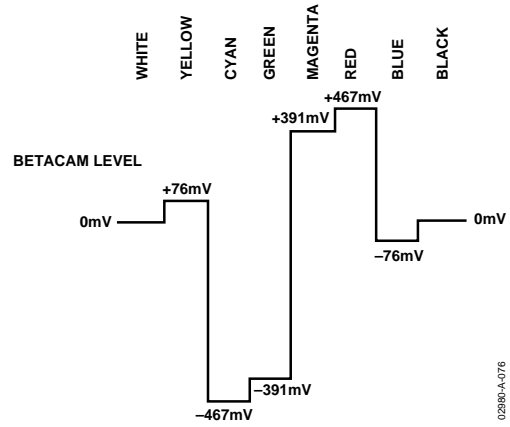 WHITE
YELLOW
CYAN
GREEN
MAGENTA
RED
BLUE
BLACK
+467mV
+391mV
BETACAM LEVEL
+76mV
0mV
0mV
–76mV
–391mV
–467mV
02980-A-076